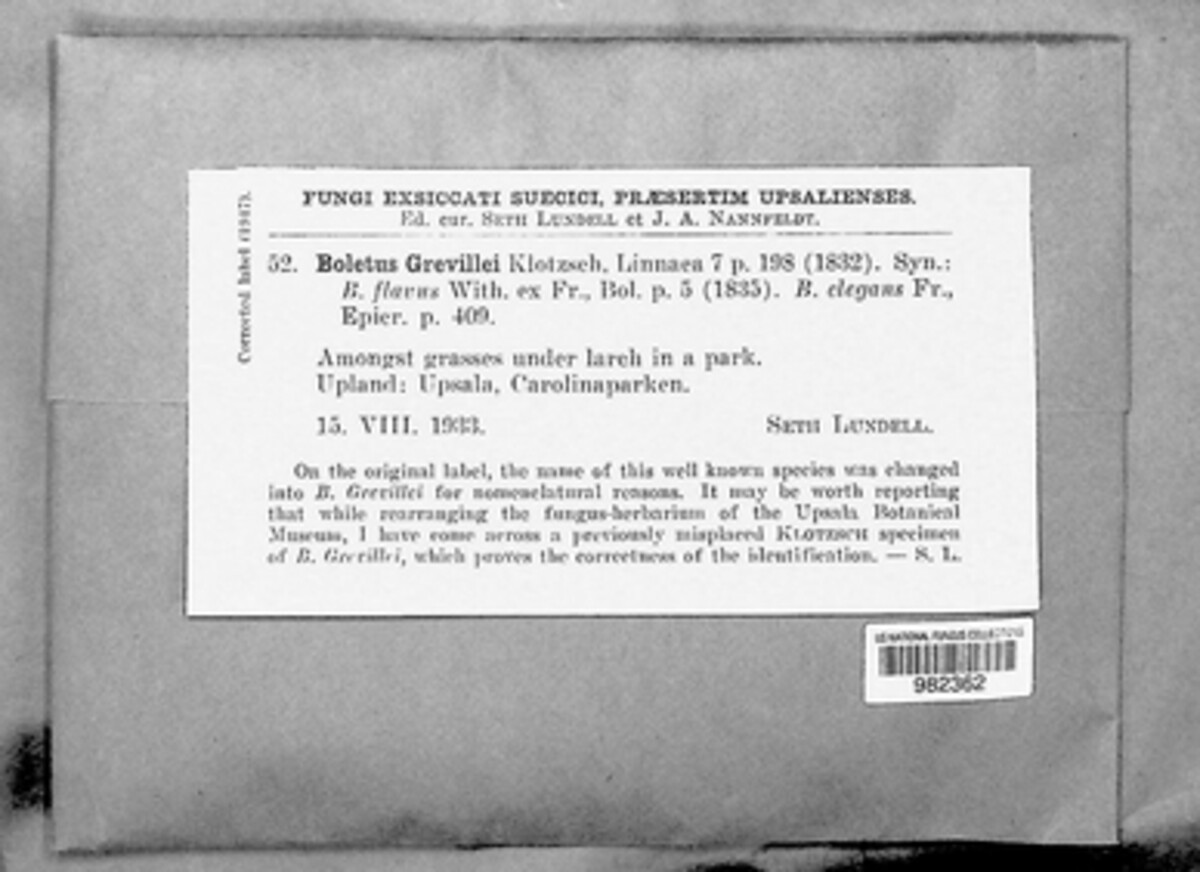 Corrected label (1947).
FUNGI EXSICCATI SUECICI, PRÆSERTIM UPSALIENSES.
Ed. cur. SETH LUNDELL et J. A. NANNFELDT.
52. Boletus Grevillei Klotzsch, Linnaea 7 p. 198 (1832). Syn.:
B. flavus With. ex Fr., Bol. p. 5 (1835). B. elegans Fr.,
Epicr. p. 409.
Amongst grasses under larch in a park.
Upland: Upsala, Carolinaparken.
15. VIII. 1933. SETH LUNDELL.
On the original label, the name of this well known species was changed
into B. Grevillei for nomenclatural reasons. It may be worth reporting
that while rearranging the fungus-herbarium of the Upsala Botanical
Museum, I have come across a previously misplaced KLOTZSCH specimen
of B. Grevillei, which proves the correctness of the identification. — S. L.
US NATIONAL FUNGUS COLLECTIONS
982362